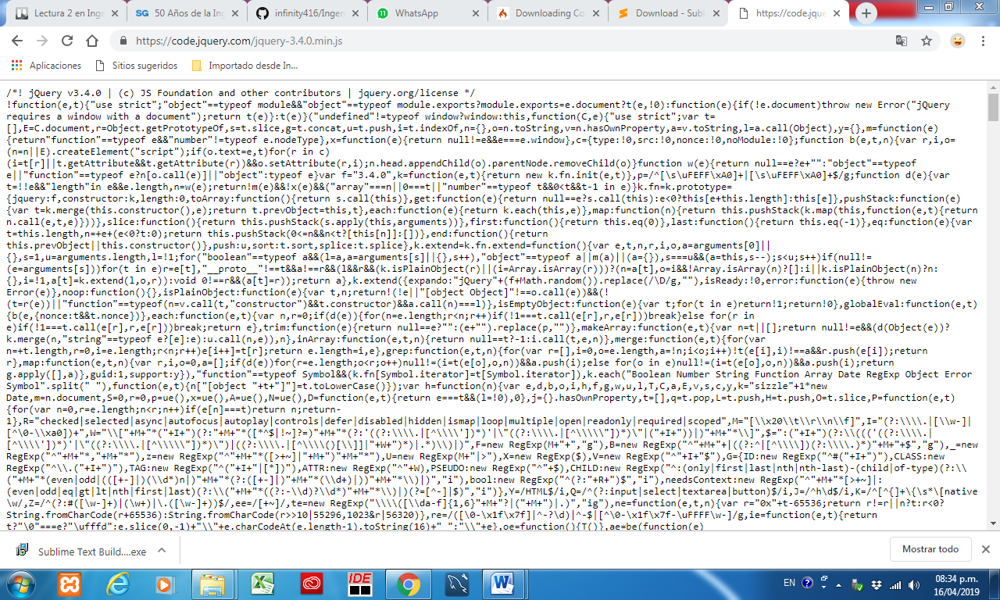 Lectura 2 en Inge
50 Años de la Ing
infinity416/Ingen
11
WhatsApp
Downloading Co
Download - Subl
https://code.jque
https://code.jquery.com/jquery-3.4.0.min.js
Aplicaciones
Sitios sugeridos
Importado desde In...
/*! jQuery v3.4.0 | (c) JS Foundation and other contributors | jquery.org/license */
!function(e,t){"use strict";"object"==typeof module&&"object"==typeof module.exports?module.exports=e.document?t(e,!0):function(e){if(!e.document)throw new Error("jQuery
requires a window with a document");return t(e)}:t(e)}("undefined"!=typeof window?window:this,function(C,e){"use strict";var t=
[],E=C.document,r=Object.getPrototypeOf,s=t.slice,g=t.concat,u=t.push,i=t.indexOf,n={},o=n.toString,v=n.hasOwnProperty,a=v.toString,l=a.call(Object),y={},m=function(e)
{return"function"==typeof e&&"number"!=typeof e.nodeType},x=function(e){return null!=e&&e===e.window},c={type:!0,src:!0,nonce:!0,noModule:!0};function b(e,t,n){var r,i,o=
(n=n||E).createElement("script");if(o.text=e,t)for(r in c)
(i=t[r]||t.getAttribute&&t.getAttribute(r))&&o.setAttribute(r,i);n.head.appendChild(o).parentNode.removeChild(o)}function w(e){return null==e?e+"":"object"==typeof
e||"function"==typeof e?n[o.call(e)]||"object":typeof e}var f="3.4.0",k=function(e,t){return new k.fn.init(e,t)},p=/^[\s\uFEFF\xA0]+|[\s\uFEFF\xA0]+$/g;function d(e){var
t=!!e&&"length"in e&&e.length,n=w(e);return!m(e)&&!x(e)&&("array"===n||0===t||"number"==typeof t&&0<t&&t-1 in e)}k.fn=k.prototype=
{jquery:f,constructor:k,length:0,toArray:function(){return s.call(this)},get:function(e){return null==e?s.call(this):e<0?this[e+this.length]:this[e]},pushStack:function(e)
{var t=k.merge(this.constructor(),e);return t.prevObject=this,t},each:function(e){return k.each(this,e)},map:function(n){return this.pushStack(k.map(this,function(e,t){return
n.call(e,t,e)}))},slice:function(){return this.pushStack(s.apply(this,arguments))},first:function(){return this.eq(0)},last:function(){return this.eq(-1)},eq:function(e){var
t=this.length,n=+e+(e<0?t:0);return this.pushStack(0<=n&&n<t?[this[n]]:[])},end:function(){return
this.prevObject||this.constructor()},push:u,sort:t.sort,splice:t.splice},k.extend=k.fn.extend=function(){var e,t,n,r,i,o,a=arguments[0]||
{},s=1,u=arguments.length,l=!1;for("boolean"==typeof a&&(l=a,a=arguments[s]||{},s++),"object"==typeof a||m(a)||(a={}),s===u&&(a=this,s--);s<u;s++)if(null!=
(e=arguments[s]))for(t in e)r=e[t],"__proto__"!==t&&a!==r&&(l&&r&&(k.isPlainObject(r)||(i=Array.isArray(r)))?(n=a[t],o=i&&!Array.isArray(n)?[]:i||k.isPlainObject(n)?n:
{},i=!1,a[t]=k.extend(l,o,r)):void 0!==r&&(a[t]=r));return a},k.extend({expando:"jQuery"+(f+Math.random()).replace(/\D/g,""),isReady:!0,error:function(e){throw new
Error(e)},noop:function(){},isPlainObject:function(e){var t,n;return!(!e||"[object Object]"!==o.call(e))&&(!
(t=r(e))||"function"==typeof(n=v.call(t,"constructor")&&t.constructor)&&a.call(n)===l)},isEmptyObject:function(e){var t;for(t in e)return!1;return!0},globalEval:function(e,t)
{b(e,{nonce:t&&t.nonce})},each:function(e,t){var n,r=0;if(d(e)){for(n=e.length;r<n;r++)if(!1===t.call(e[r],r,e[r]))break}else for(r in
e)if(!1===t.call(e[r],r,e[r]))break;return e},trim:function(e){return null==e?"":(e+"").replace(p,"")},makeArray:function(e,t){var n=t||[];return null!=e&&(d(Object(e))?
k.merge(n,"string"==typeof e?[e]:e):u.call(n,e)),n},inArray:function(e,t,n){return null==t?-1:i.call(t,e,n)},merge:function(e,t){for(var
n=+t.length,r=0,i=e.length;r<n;r++)e[i++]=t[r];return e.length=i,e},grep:function(e,t,n){for(var r=[],i=0,o=e.length,a=!n;i<o;i++)!t(e[i],i)!==a&&r.push(e[i]);return
r},map:function(e,t,n){var r,i,o=0,a=[];if(d(e))for(r=e.length;o<r;o++)null!=(i=t(e[o],o,n))&&a.push(i);else for(o in e)null!=(i=t(e[o],o,n))&&a.push(i);return
g.apply([],a)},guid:1,support:y}),"function"==typeof Symbol&&(k.fn[Symbol.iterator]=t[Symbol.iterator]),k.each("Boolean Number String Function Array Date RegExp Object Error
Symbol".split(" "),function(e,t){n["[object "+t+"]"]=t.toLowerCase()});var h=function(n){var e,d,b,o,i,h,f,g,w,u,l,T,C,a,E,v,s,c,y,k="sizzle"+1*new
Date,m=n.document,S=0,r=0,p=ue(),x=ue(),A=ue(),N=ue(),D=function(e,t){return e===t&&(l=!0),0},j={}.hasOwnProperty,t=[],q=t.pop,L=t.push,H=t.push,O=t.slice,P=function(e,t)
{for(var n=0,r=e.length;n<r;n++)if(e[n]===t)return n;return-
1},R="checked|selected|async|autofocus|autoplay|controls|defer|disabled|hidden|ismap|loop|multiple|open|readonly|required|scoped",M="[\\x20\\t\\r\\n\\f]",I="(?:\\\\.|[\\w-]|
[^\0-\\xa0])+",W="\\["+M+"*("+I+")(?:"+M+"*([*^$|!~]?=)"+M+"*(?:'((?:\\\\.|[^\\\\'])*)'|\"((?:\\\\.|[^\\\\\"])*)\"|("+I+"))|)"+M+"*\\]",$=":("+I+")(?:\\((('((?:\\\\.|
[^\\\\'])*)'|\"((?:\\\\.|[^\\\\\"])*)\")|((?:\\\\.|[^\\\\()[\\]]|"+W+")*)|.*)\\)|)",F=new RegExp(M+"+","g"),B=new RegExp("^"+M+"+|((?:^|[^\\\\])(?:\\\\.)*)"+M+"+$","g"),_=new
RegExp("^"+M+"*,"+M+"*"),z=new RegExp("^"+M+"*([>+~]|"+M+")"+M+"*"),U=new RegExp(M+"|>"),X=new RegExp($),V=new RegExp("^"+I+"$"),G={ID:new RegExp("^#("+I+")"),CLASS:new
RegExp("^\\.("+I+")"),TAG:new RegExp("^("+I+"|[*])"),ATTR:new RegExp("^"+W),PSEUDO:new RegExp("^"+$),CHILD:new RegExp("^:(only|first|last|nth|nth-last)-(child|of-type)(?:\\
("+M+"*(even|odd|(([+-]|)(\\d*)n|)"+M+"*(?:([+-]|)"+M+"*(\\d+)|))"+M+"*\\)|)","i"),bool:new RegExp("^(?:"+R+")$","i"),needsContext:new RegExp("^"+M+"*[>+~]|:
(even|odd|eq|gt|lt|nth|first|last)(?:\\("+M+"*((?:-\\d)?\\d*)"+M+"*\\)|)(?=[^-]|$)","i")},Y=/HTML$/i,Q=/^(?:input|select|textarea|button)$/i,J=/^h\d$/i,K=/^[^{]+\{\s*\[native
\w/,Z=/^(?:#([\w-]+)|(\w+)|\.([\w-]+))$/,ee=/[+~]/,te=new RegExp("\\\\([\\da-f]{1,6}"+M+"?|("+M+")|.)","ig"),ne=function(e,t,n){var r="0x"+t-65536;return r!=r||n?t:r<0?
String.fromCharCode(r+65536):String.fromCharCode(r>>10|55296,1023&r|56320)},re=/([\0-\x1f\x7f]|^-?\d)|^-$|[^\0-\x1f\x7f-\uFFFF\w-]/g,ie=function(e,t){return
t?"\0"===e?"\ufffd":e.slice(0,-1)+"\\"+e.charCodeAt(e.length-1).toString(16)+" ":"\\"+e},oe=function(){T()},ae=be(function(e)
Sublime Text Build....exe
Mostrar todo
IDE
EN
08:34 p.m.
16/04/2019